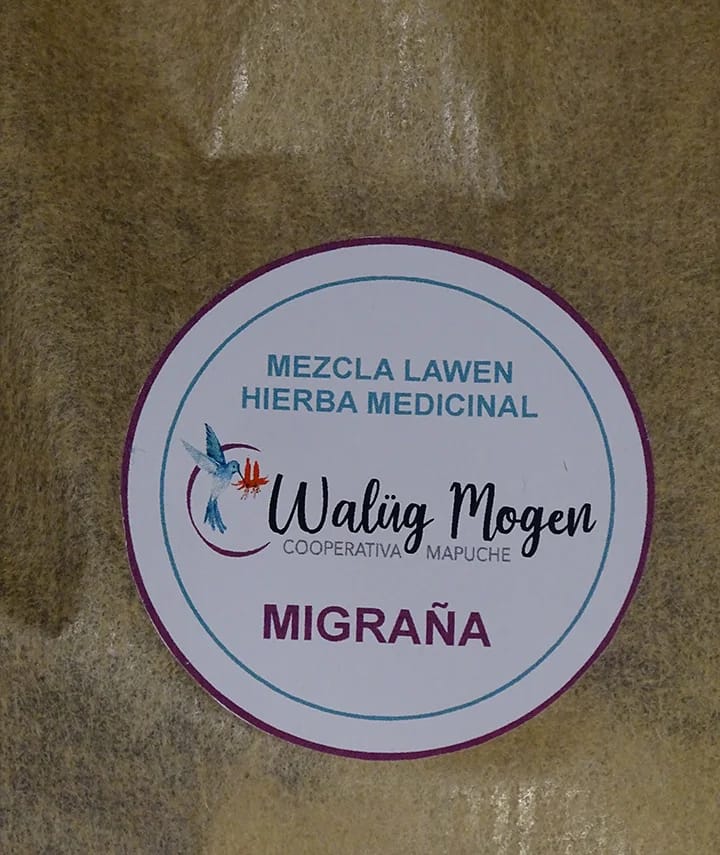 MEZCLA LAWEN
HIERBA MEDICINAL
Walüg Mogen
COOPERATIVA MAPUCHE
MIGRAÑA